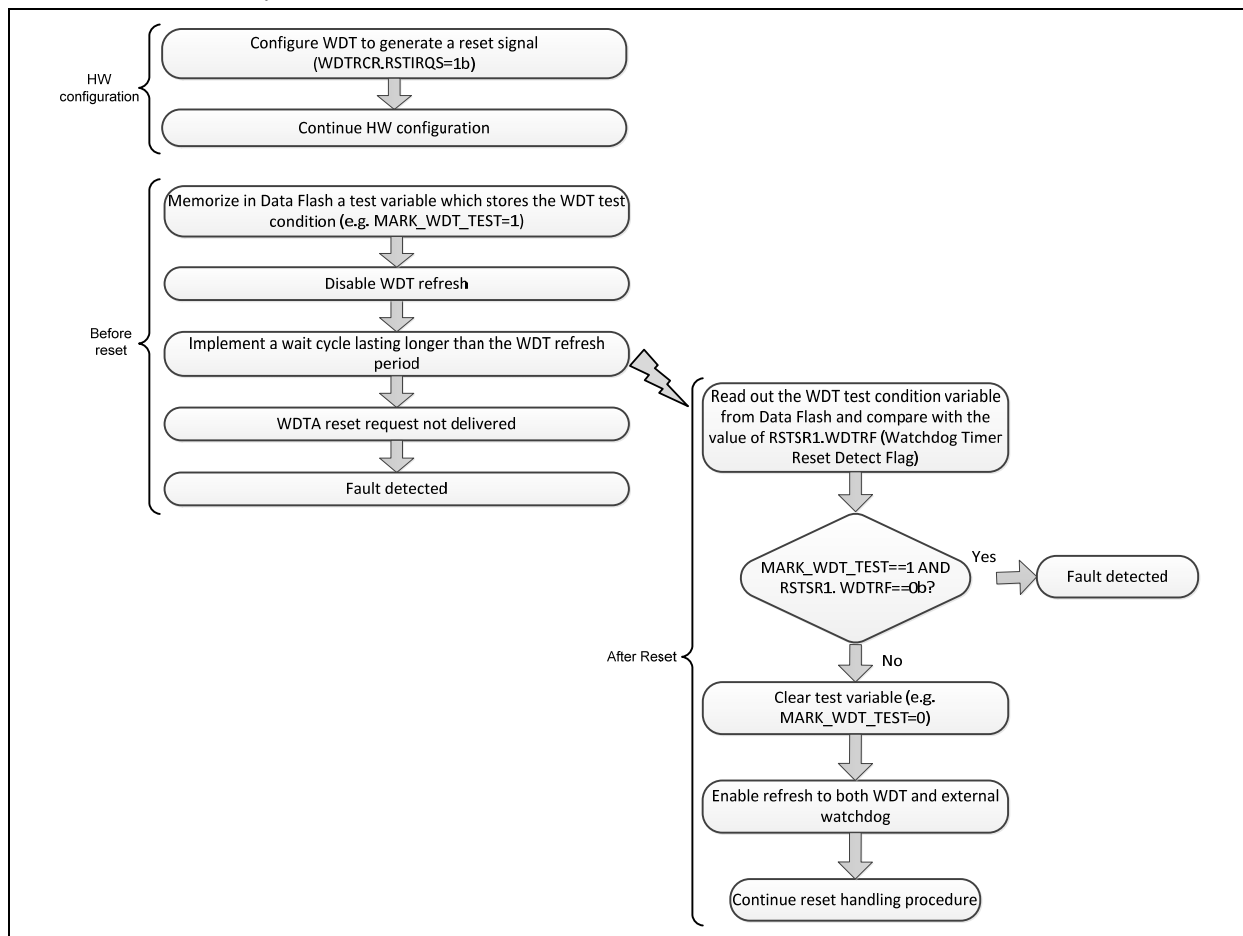 Configure WDT to generate a reset signal
(WDTRCR.RSTIRQS=1b)
HW
configuration
Continue HW configuration
Memorize in Data Flash a test variable which stores the WDT test
condition (e.g. MARK_WDT_TEST=1)
Disable WDT refresh
Before
reset
Implement a wait cycle lasting longer than the WDT refresh
period
WDTA reset request not delivered
Fault detected
Read out the WDT test condition variable
from Data Flash and compare with the
value of RSTSR1.WDTRF (Watchdog Timer
Reset Detect Flag)
MARK_WDT_TEST==1 AND
RSTSR1. WDTRF==0b?
Yes
Fault detected
After Reset
No
Clear test variable (e.g.
MARK_WDT_TEST=0)
Enable refresh to both WDT and external
watchdog
Continue reset handling procedure